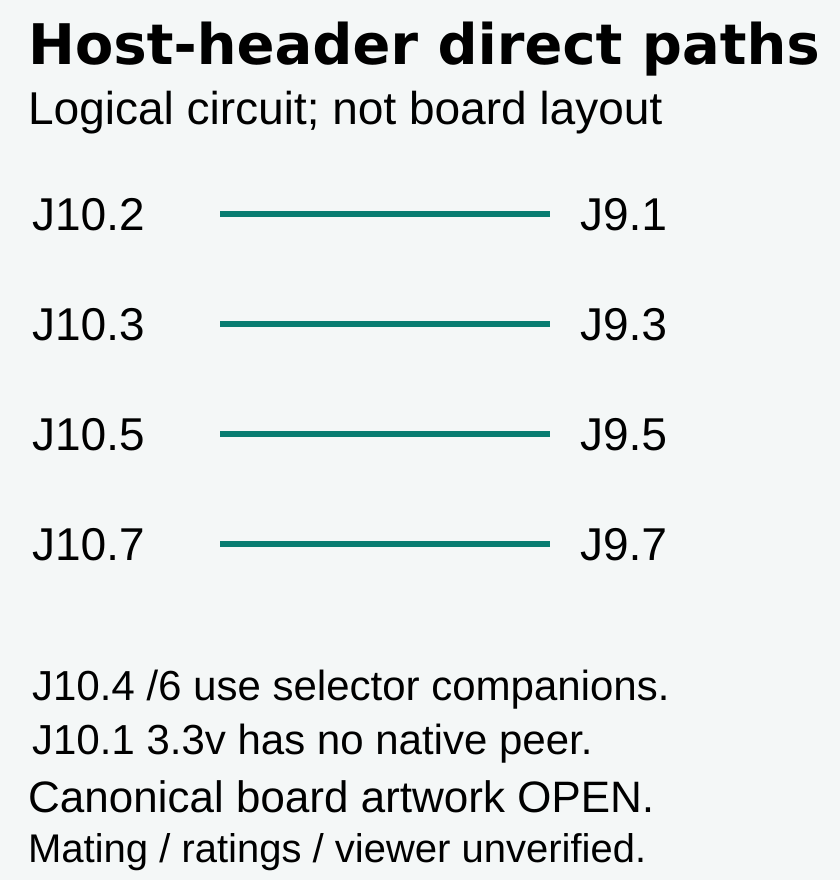 Host-header direct paths
Logical circuit; not board layout
J10.2 J9.1
J10.3 J9.3
J10.5 J9.5
J10.7 J9.7
J10.4 /6 use selector companions.
J10.1 3.3v has no native peer.
Canonical board artwork OPEN.
Mating / ratings / viewer unverified.